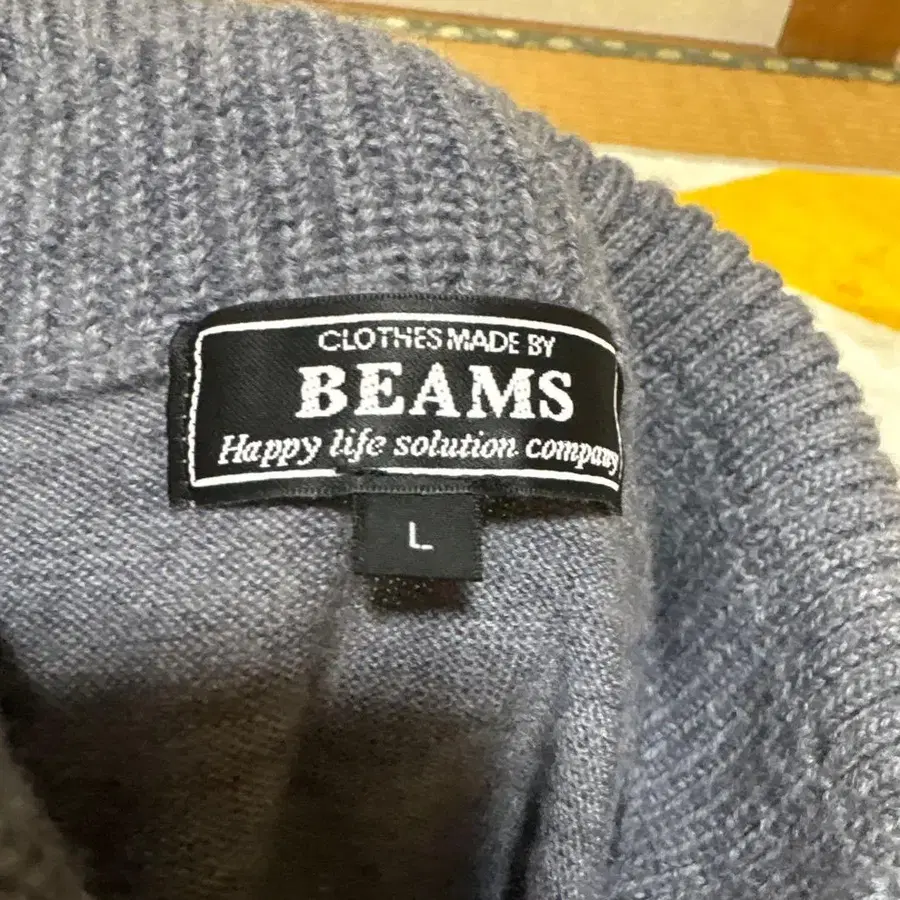 CLOTHES MADE BY
BEAMS
Happy life solution company
L